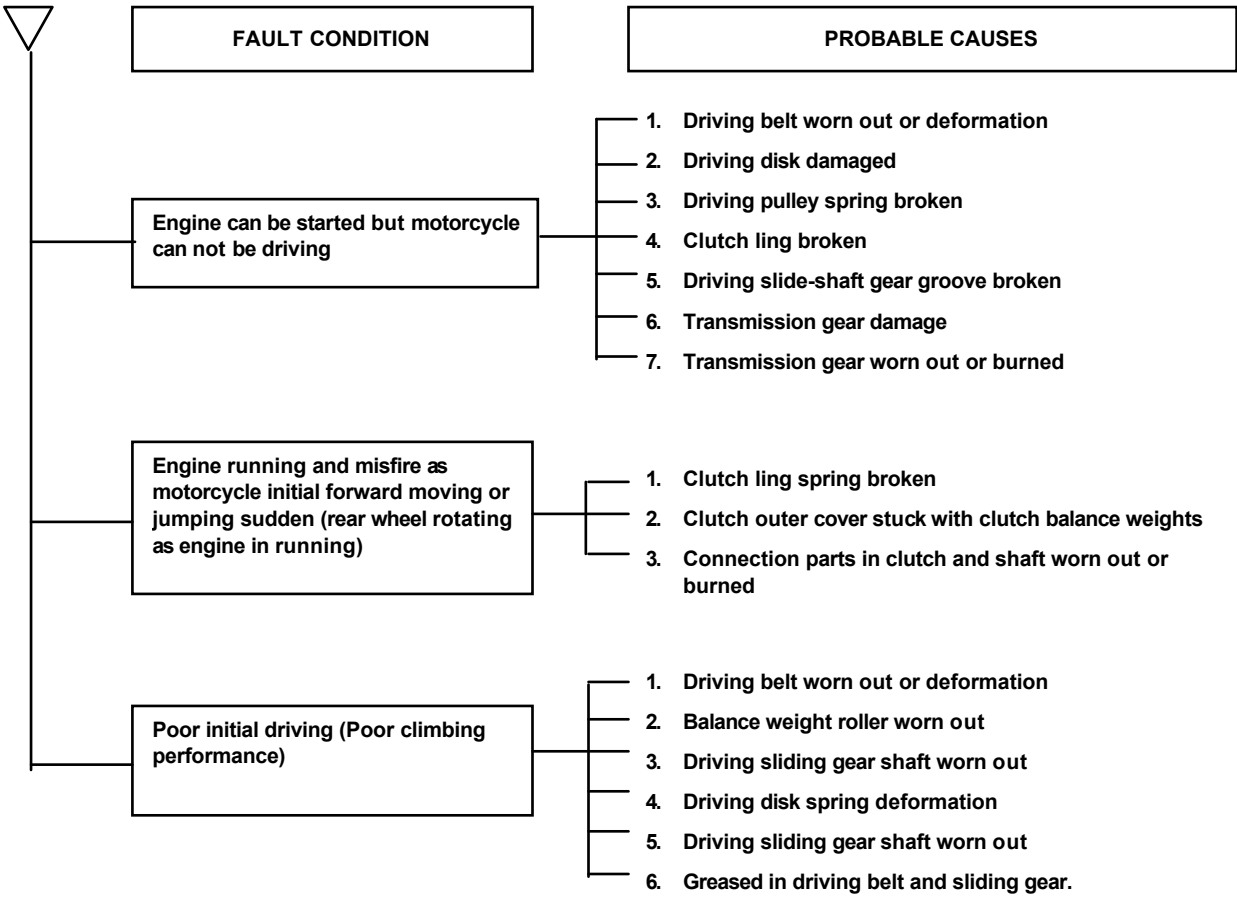 FAULT CONDITION
PROBABLE CAUSES
Engine can be started but motorcycle
can not be driving
1. Driving belt worn out or deformation
2. Driving disk damaged
3. Driving pulley spring broken
4. Clutch ling broken
5. Driving slide-shaft gear groove broken
6. Transmission gear damage
7. Transmission gear worn out or burned
Engine running and misfire as
motorcycle initial forward moving or
jumping sudden (rear wheel rotating
as engine in running)
1. Clutch ling spring broken
2. Clutch outer cover stuck with clutch balance weights
3. Connection parts in clutch and shaft worn out or
burned
Poor initial driving (Poor climbing
performance)
1. Driving belt worn out or deformation
2. Balance weight roller worn out
3. Driving sliding gear shaft worn out
4. Driving disk spring deformation
5. Driving sliding gear shaft worn out
6. Greased in driving belt and sliding gear.